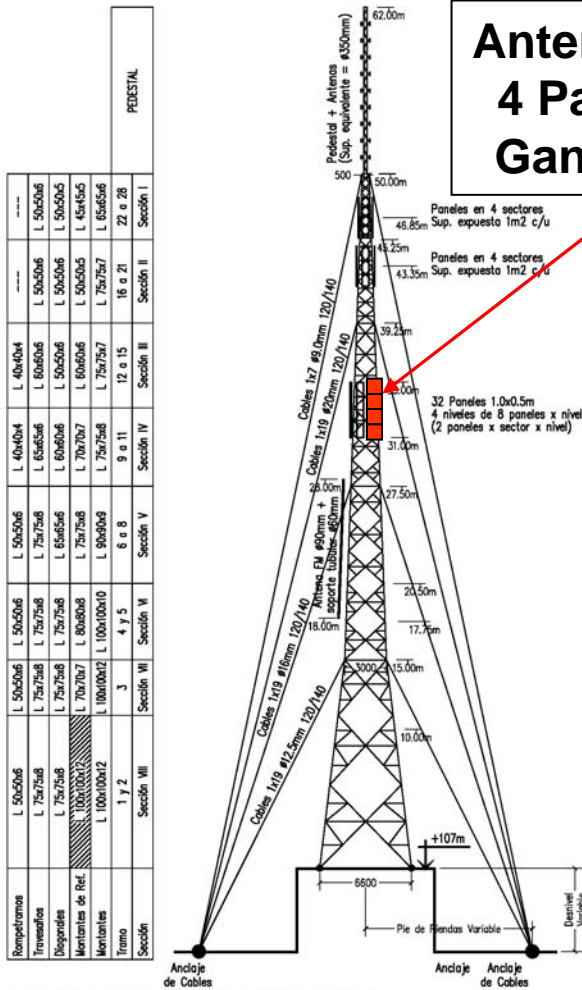 Anten
4 Pa
Gan
Rompetramos L 50x50x6 L 50x50x6 L 50x50x6 L 50x50x6 L 40x40x4 L 40x40x4 --- ---
Travesaños L 75x75x8 L 75x75x8 L 75x75x8 L 75x75x8 L 65x65x6 L 60x60x6 L 50x50x6 L 50x50x6
Diagonales L 75x75x8 L 75x75x8 L 75x75x8 L 65x65x6 L 60x60x6 L 50x50x6 L 50x50x6 L 50x50x5
Montantes de Ref. L 100x100x12 L 70x70x7 L 80x80x8 L 75x75x8 L 70x70x7 L 60x60x6 L 50x50x5 L 45x45x5
Montantes L 100x100x12 L 100x100x12 L 100x100x10 L 90x90x9 L 75x75x8 L 75x75x7 L 75x75x7 L 65x65x6
Tramo 1 y 2 3 4 y 5 6 a 8 9 a 11 12 a 15 16 a 21 22 a 28
Sección Sección VIII Sección VII Sección VI Sección V Sección IV Sección III Sección II Sección I
PEDESTAL
62.00m
Pedestal + Antenas
(Sup. equivalente = ø350mm)
500
50.00m
Paneles en 4 sectores
Sup. expuesta 1m2 c/u
46.85m
45.25m
Paneles en 4 sectores
Sup. expuesta 1m2 c/u
43.35m
39.25m
Cables 1x7 ø9.0mm 120/140
Cables 1x19 ø20mm 120/140
32 Paneles 1.0x0.5m
4 niveles de 8 paneles x nivel
(2 paneles x sector x nivel)
31.00m
28.00m
27.50m
Antena FM ø90mm +
soporte tubular ø60mm
20.50m
18.00m
17.75m
Cables 1x19 ø16mm 120/140
3000
15.00m
Cables 1x19 ø12.5mm 120/140
10.00m
+107m
6600
Pie de Riendas Variable
Desnivel
Variable
Anclaje
de Cables
Anclaje
Anclaje
de Cables